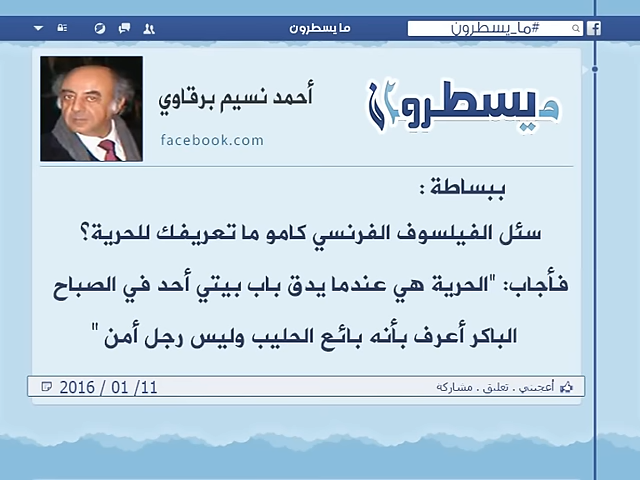 ما يسطرون
#ما_يسطرون
f
ما يسطرون
أحمد نسيم برقاوي
facebook.com
ببساطة :
سئل الفيلسوف الفرنسي كامو ما تعريفك للحرية؟
فأجاب: "الحرية هي عندما يدق باب بيتي أحد في الصباح
الباكر أعرف بأنه بائع الحليب وليس رجل أمن "
أعجبني . تعليق . مشاركه
2016 / 01 /11